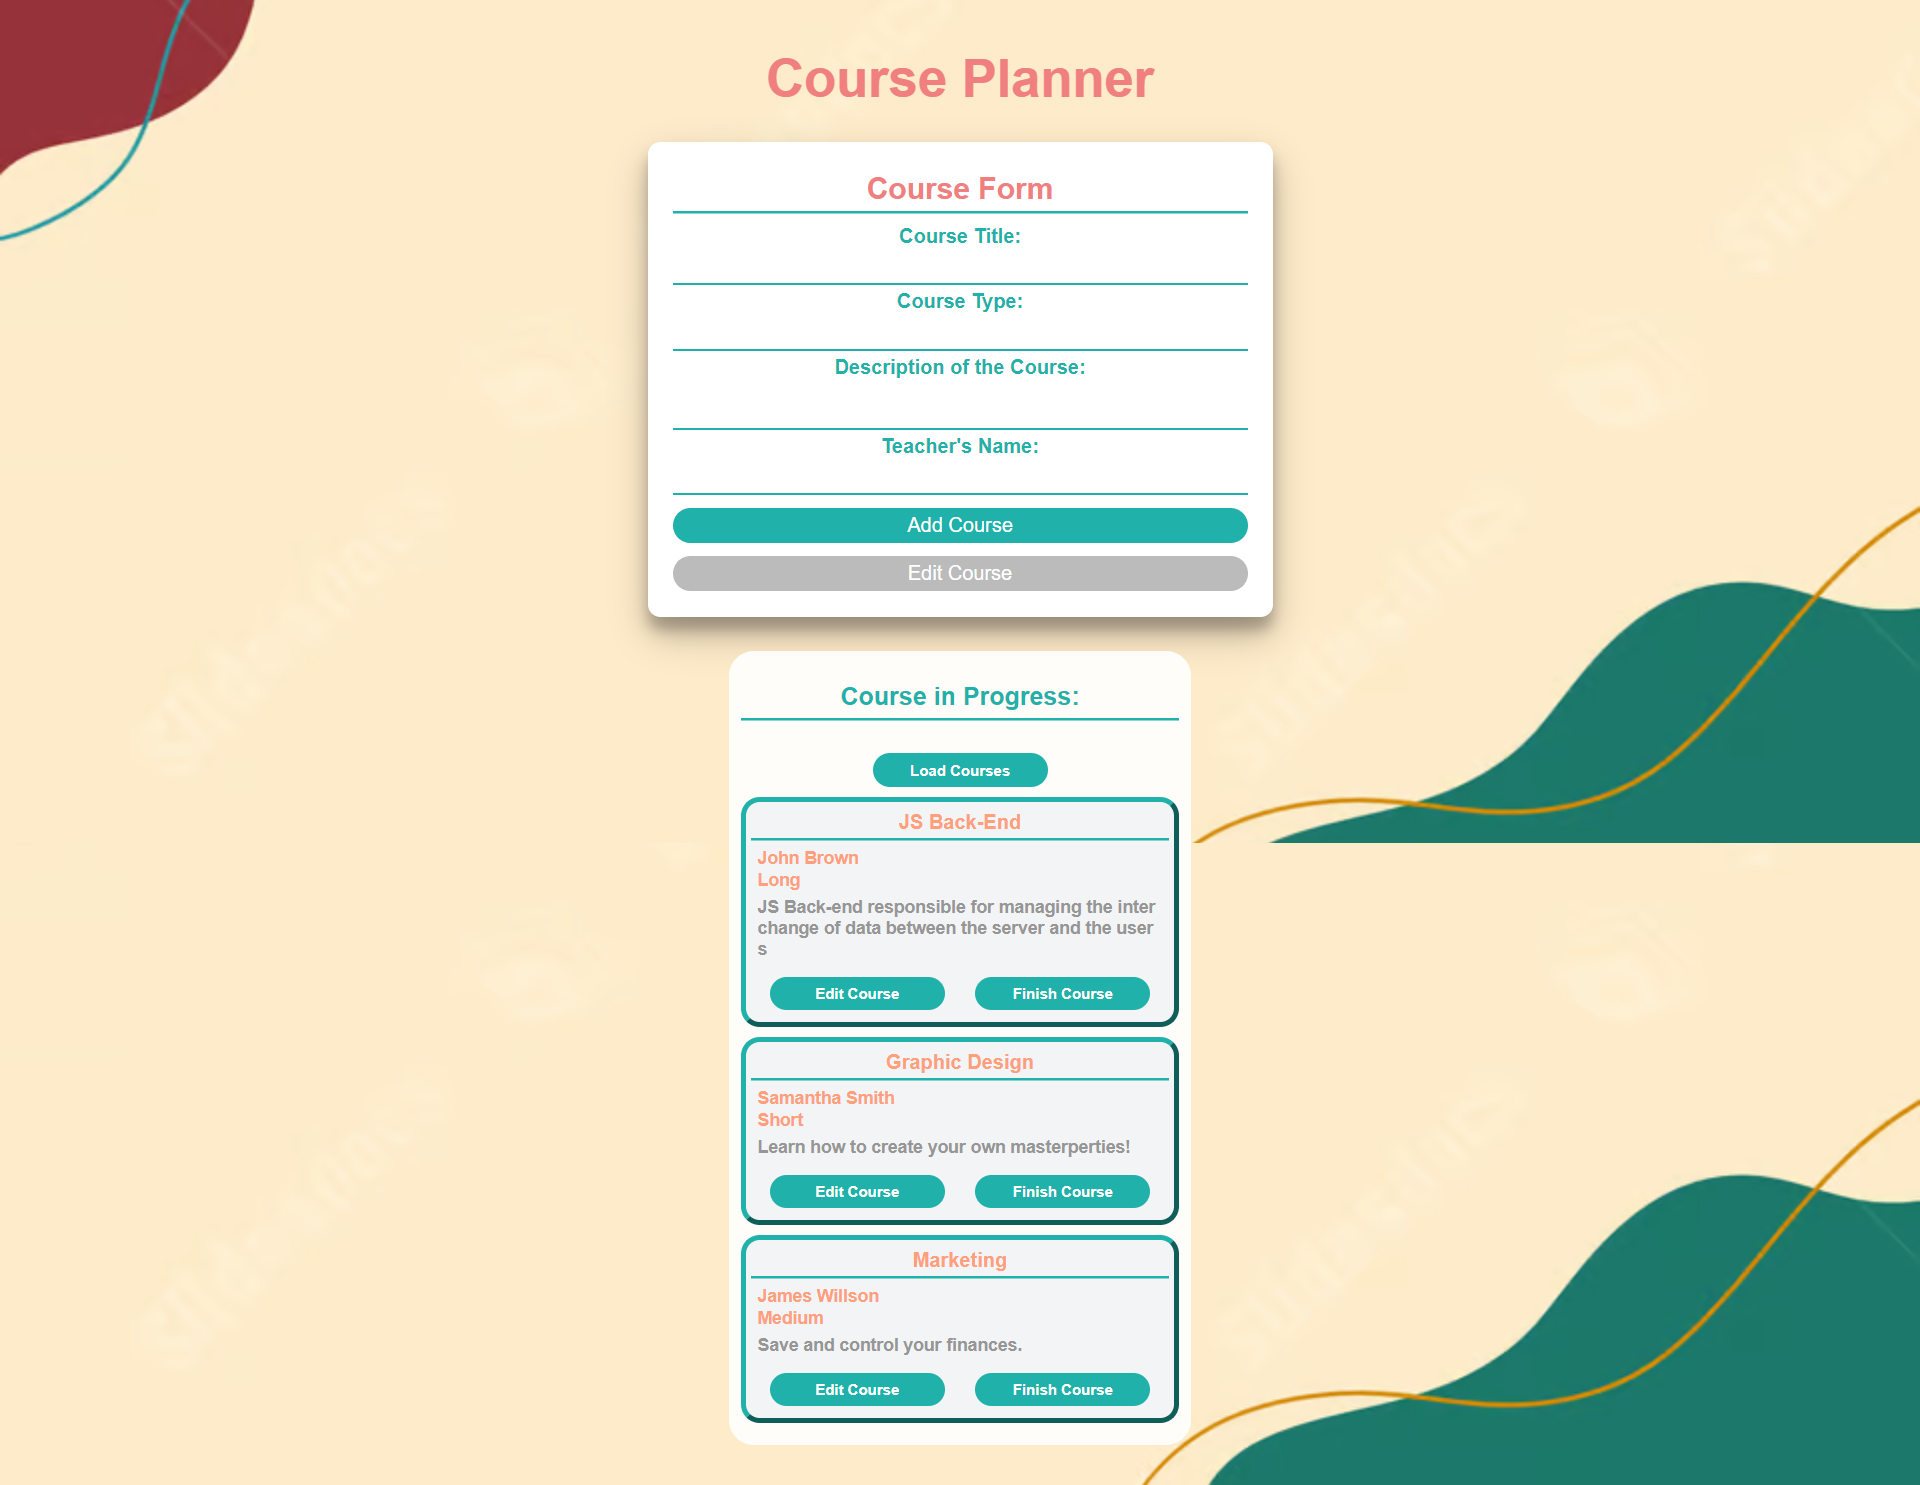 Course Planner
Course Form
Course Title:
Course Type:
Description of the Course:
Teacher's Name:
Add Course
Edit Course
Course in Progress:
Load Courses
JS Back-End
John Brown
Long
JS Back-end responsible for managing the inter
change of data between the server and the user
s
Edit Course Finish Course
Graphic Design
Samantha Smith
Short
Learn how to create your own masterperties!
Edit Course Finish Course
Marketing
James Willson
Medium
Save and control your finances.
Edit Course Finish Course